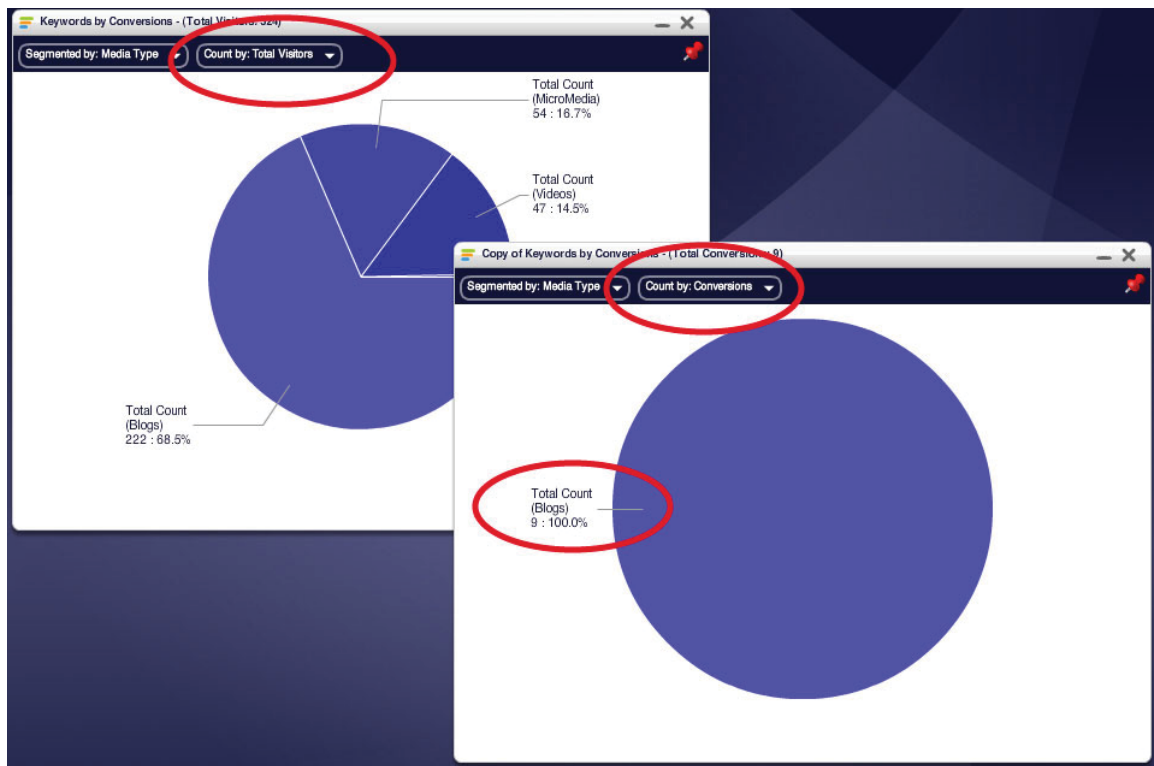 Keywords by Conversions - (Total Visitors: 324)
Segmented by: Media Type
Count by: Total Visitors
Total Count
(MicroMedia)
54 : 16.7%
Total Count
(Videos)
47 : 14.5%
Total Count
(Blogs)
222 : 68.5%
Copy of Keywords by Conversions - (Total Conversions: 9)
Segmented by: Media Type
Count by: Conversions
Total Count
(Blogs)
9 : 100.0%